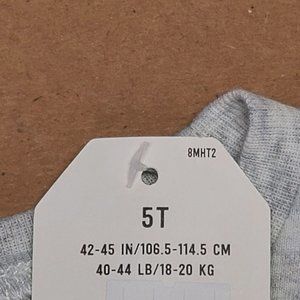 8MHT2
5T
42-45 IN/106.5-114.5 CM
40-44 LB/18-20 KG